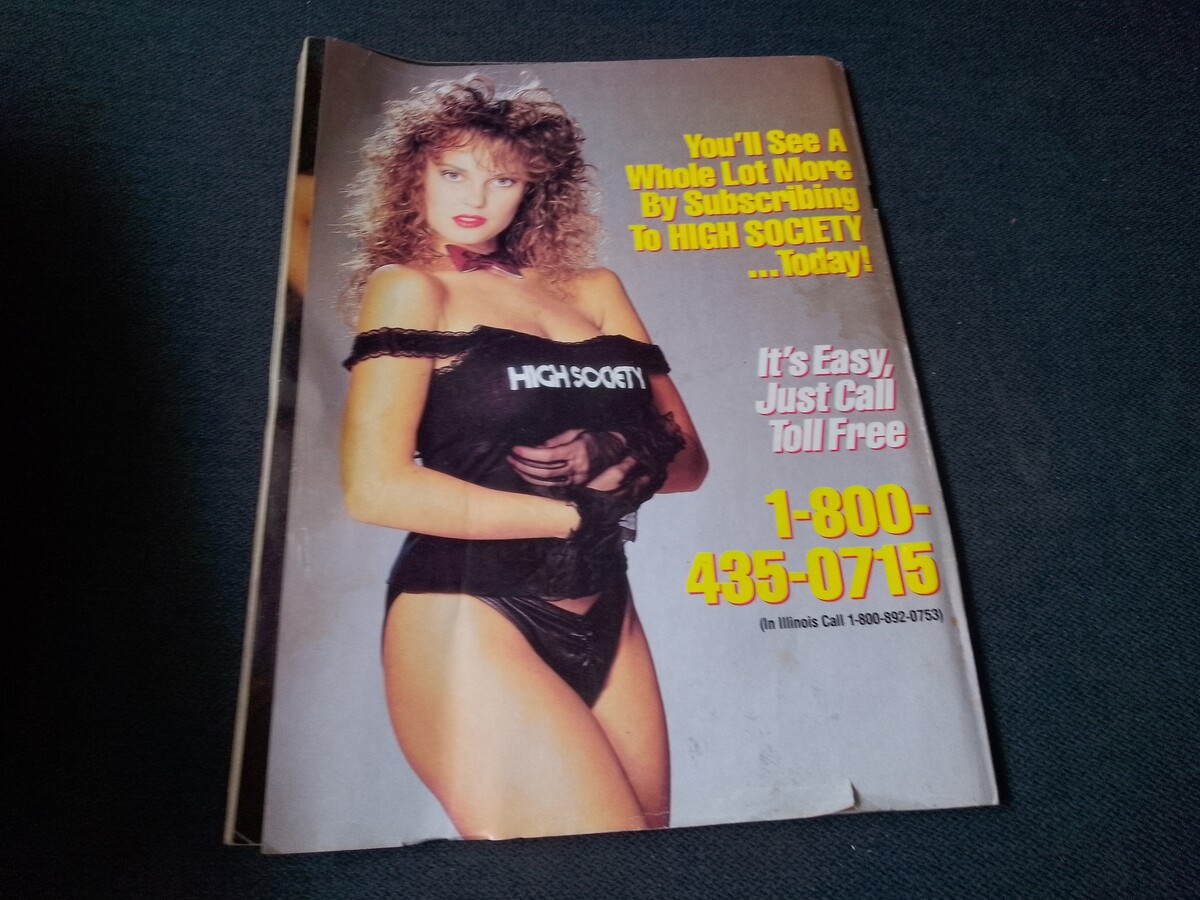 You'll See A
Whole Lot More
By Subscribing
To HIGH SOCIETY
...Today!
HIGH SOCIETY
It's Easy,
Just Call
Toll Free
1-800-
435-0715
(In Illinois Call 1-800-892-0753)